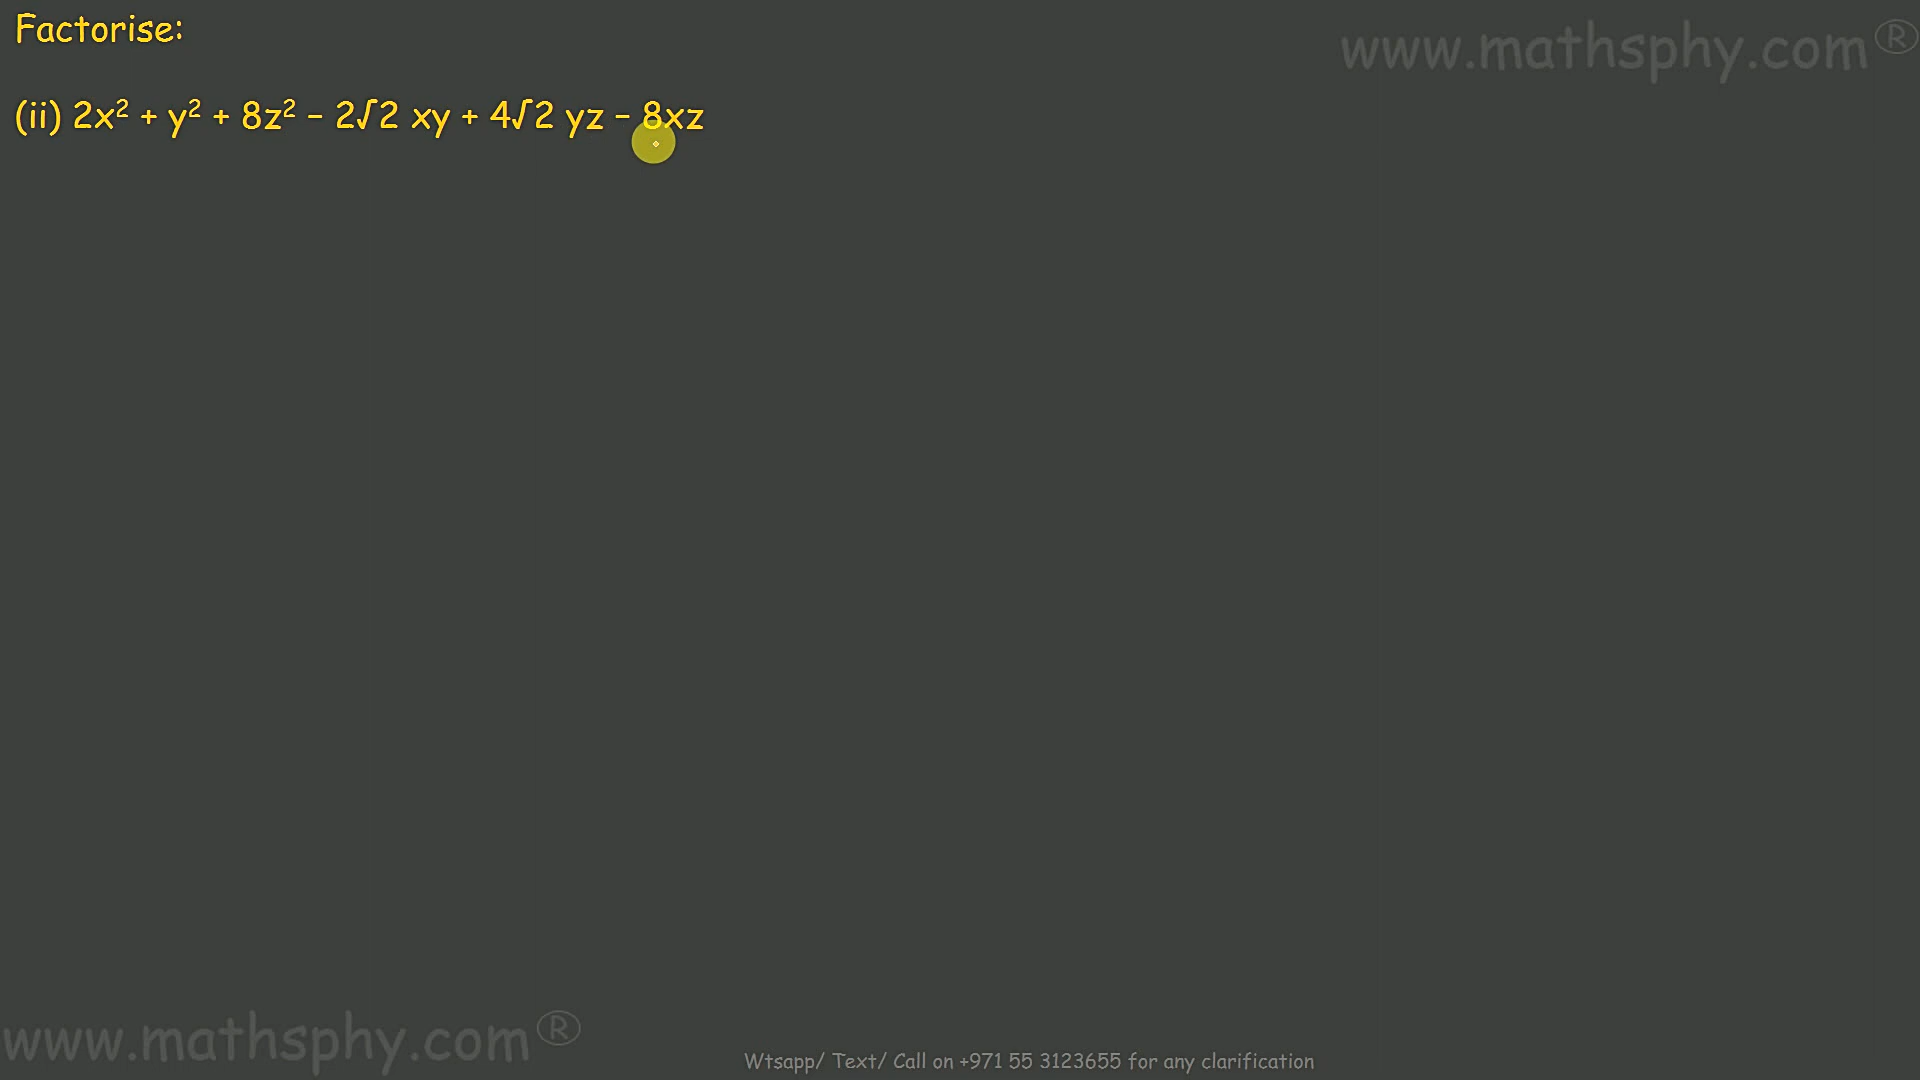 Factorise:
www.mathsphy.com®
(ii) 2x² + y² + 8z² – 2√2 xy + 4√2 yz – 8xz
www.mathsphy.com®
Wtsapp/ Text/ Call on +971 55 3123655 for any clarification